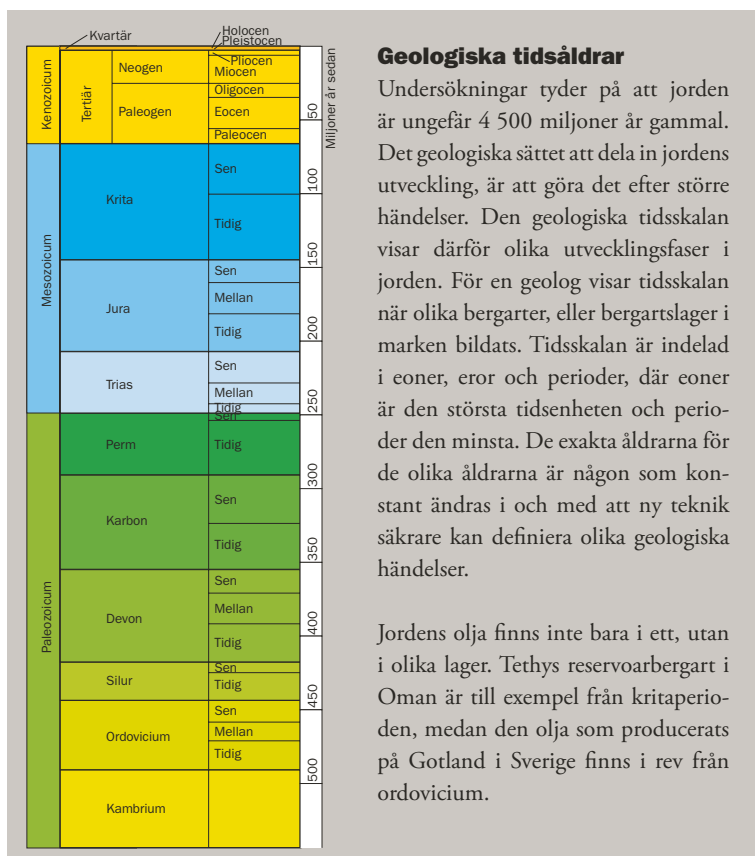 Kvartär
Holocen
Pleistocen
Kenozoicum
Tertiär
Neogen
Pliocen
Miocen
Paleogen
Oligocen
Eocen
Paleocen
Miljoner år sedan
50
Mesozoicum
Krita
Sen
Tidig
100
150
Jura
Sen
Mellan
Tidig
200
Trias
Sen
Mellan
Tidig
250
Paleozoicum
Perm
Sen
Tidig
300
Karbon
Sen
Tidig
350
Devon
Sen
Mellan
Tidig
400
Silur
Sen
Tidig
450
Ordovicium
Sen
Mellan
Tidig
500
Kambrium
Geologiska tidsåldrar
Undersökningar tyder på att jorden
är ungefär 4 500 miljoner år gammal.
Det geologiska sättet att dela in jordens
utveckling, är att göra det efter större
händelser. Den geologiska tidsskalan
visar därför olika utvecklingsfaser i
jorden. För en geolog visar tidsskalan
när olika bergarter, eller bergartslager i
marken bildats. Tidsskalan är indelad
i eoner, eror och perioder, där eoner
är den största tidsenheten och perio-
der den minsta. De exakta åldrarna för
de olika åldrarna är någon som kon-
stant ändras i och med att ny teknik
säkrare kan definiera olika geologiska
händelser.
Jordens olja finns inte bara i ett, utan
i olika lager. Tethys reservoarbergart i
Oman är till exempel från kritaperio-
den, medan den olja som producerats
på Gotland i Sverige finns i rev från
ordovicium.